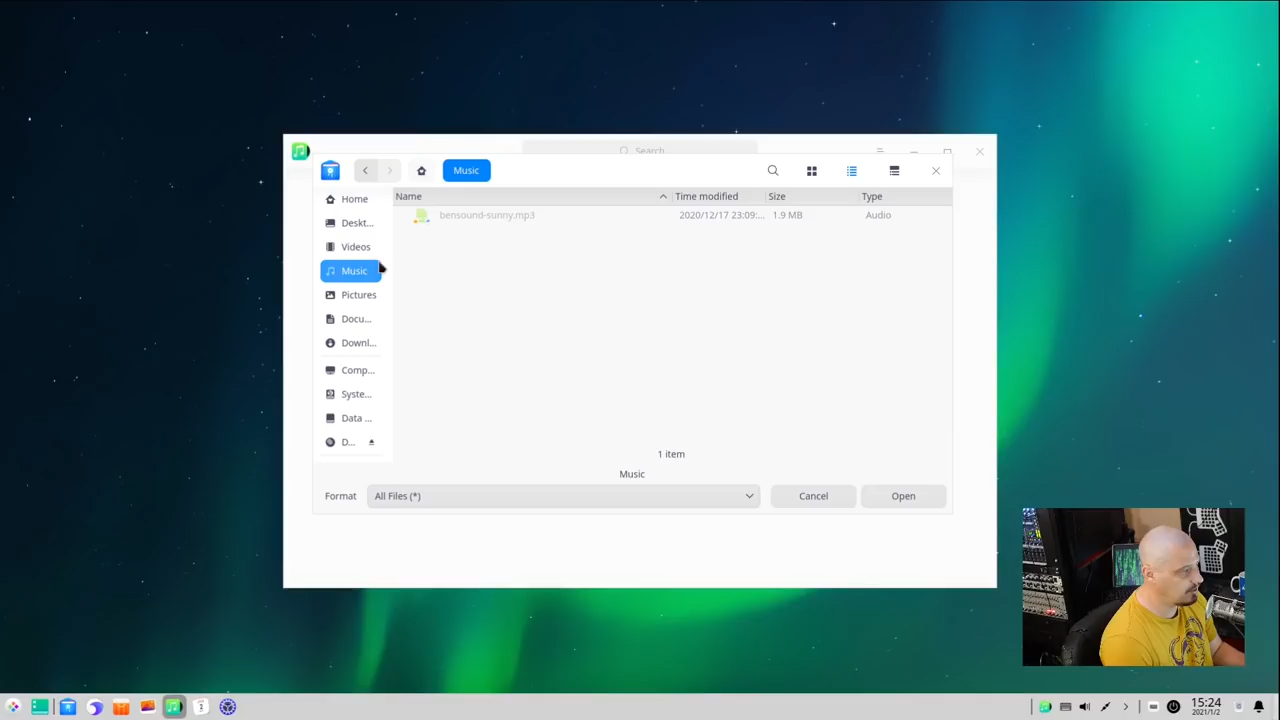 Search
Music
Name
Time modified
Size
Type
bensound-sunny.mp3
2020/12/17 23:09:...
1.9 MB
Audio
Home
Deskt...
Videos
Music
Pictures
Docu...
Downl...
Comp...
Syste...
Data ...
D...
1 item
Music
Format
All Files (*)
Cancel
Open
15:24
2021/1/2